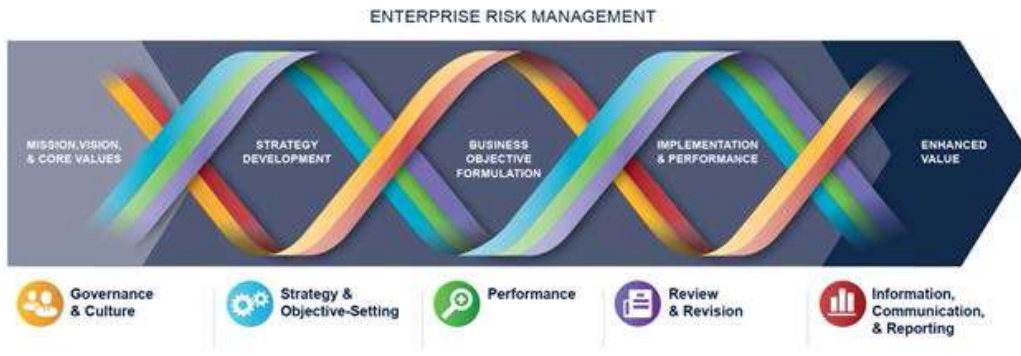 ENTERPRISE RISK MANAGEMENT
MISSION, VISION,
& CORE VALUES
STRATEGY
DEVELOPMENT
BUSINESS
OBJECTIVE
FORMULATION
IMPLEMENTATION
& PERFORMANCE
ENHANCED
VALUE
Governance
& Culture
Strategy &
Objective-Setting
Performance
Review
& Revision
Information,
Communication,
& Reporting